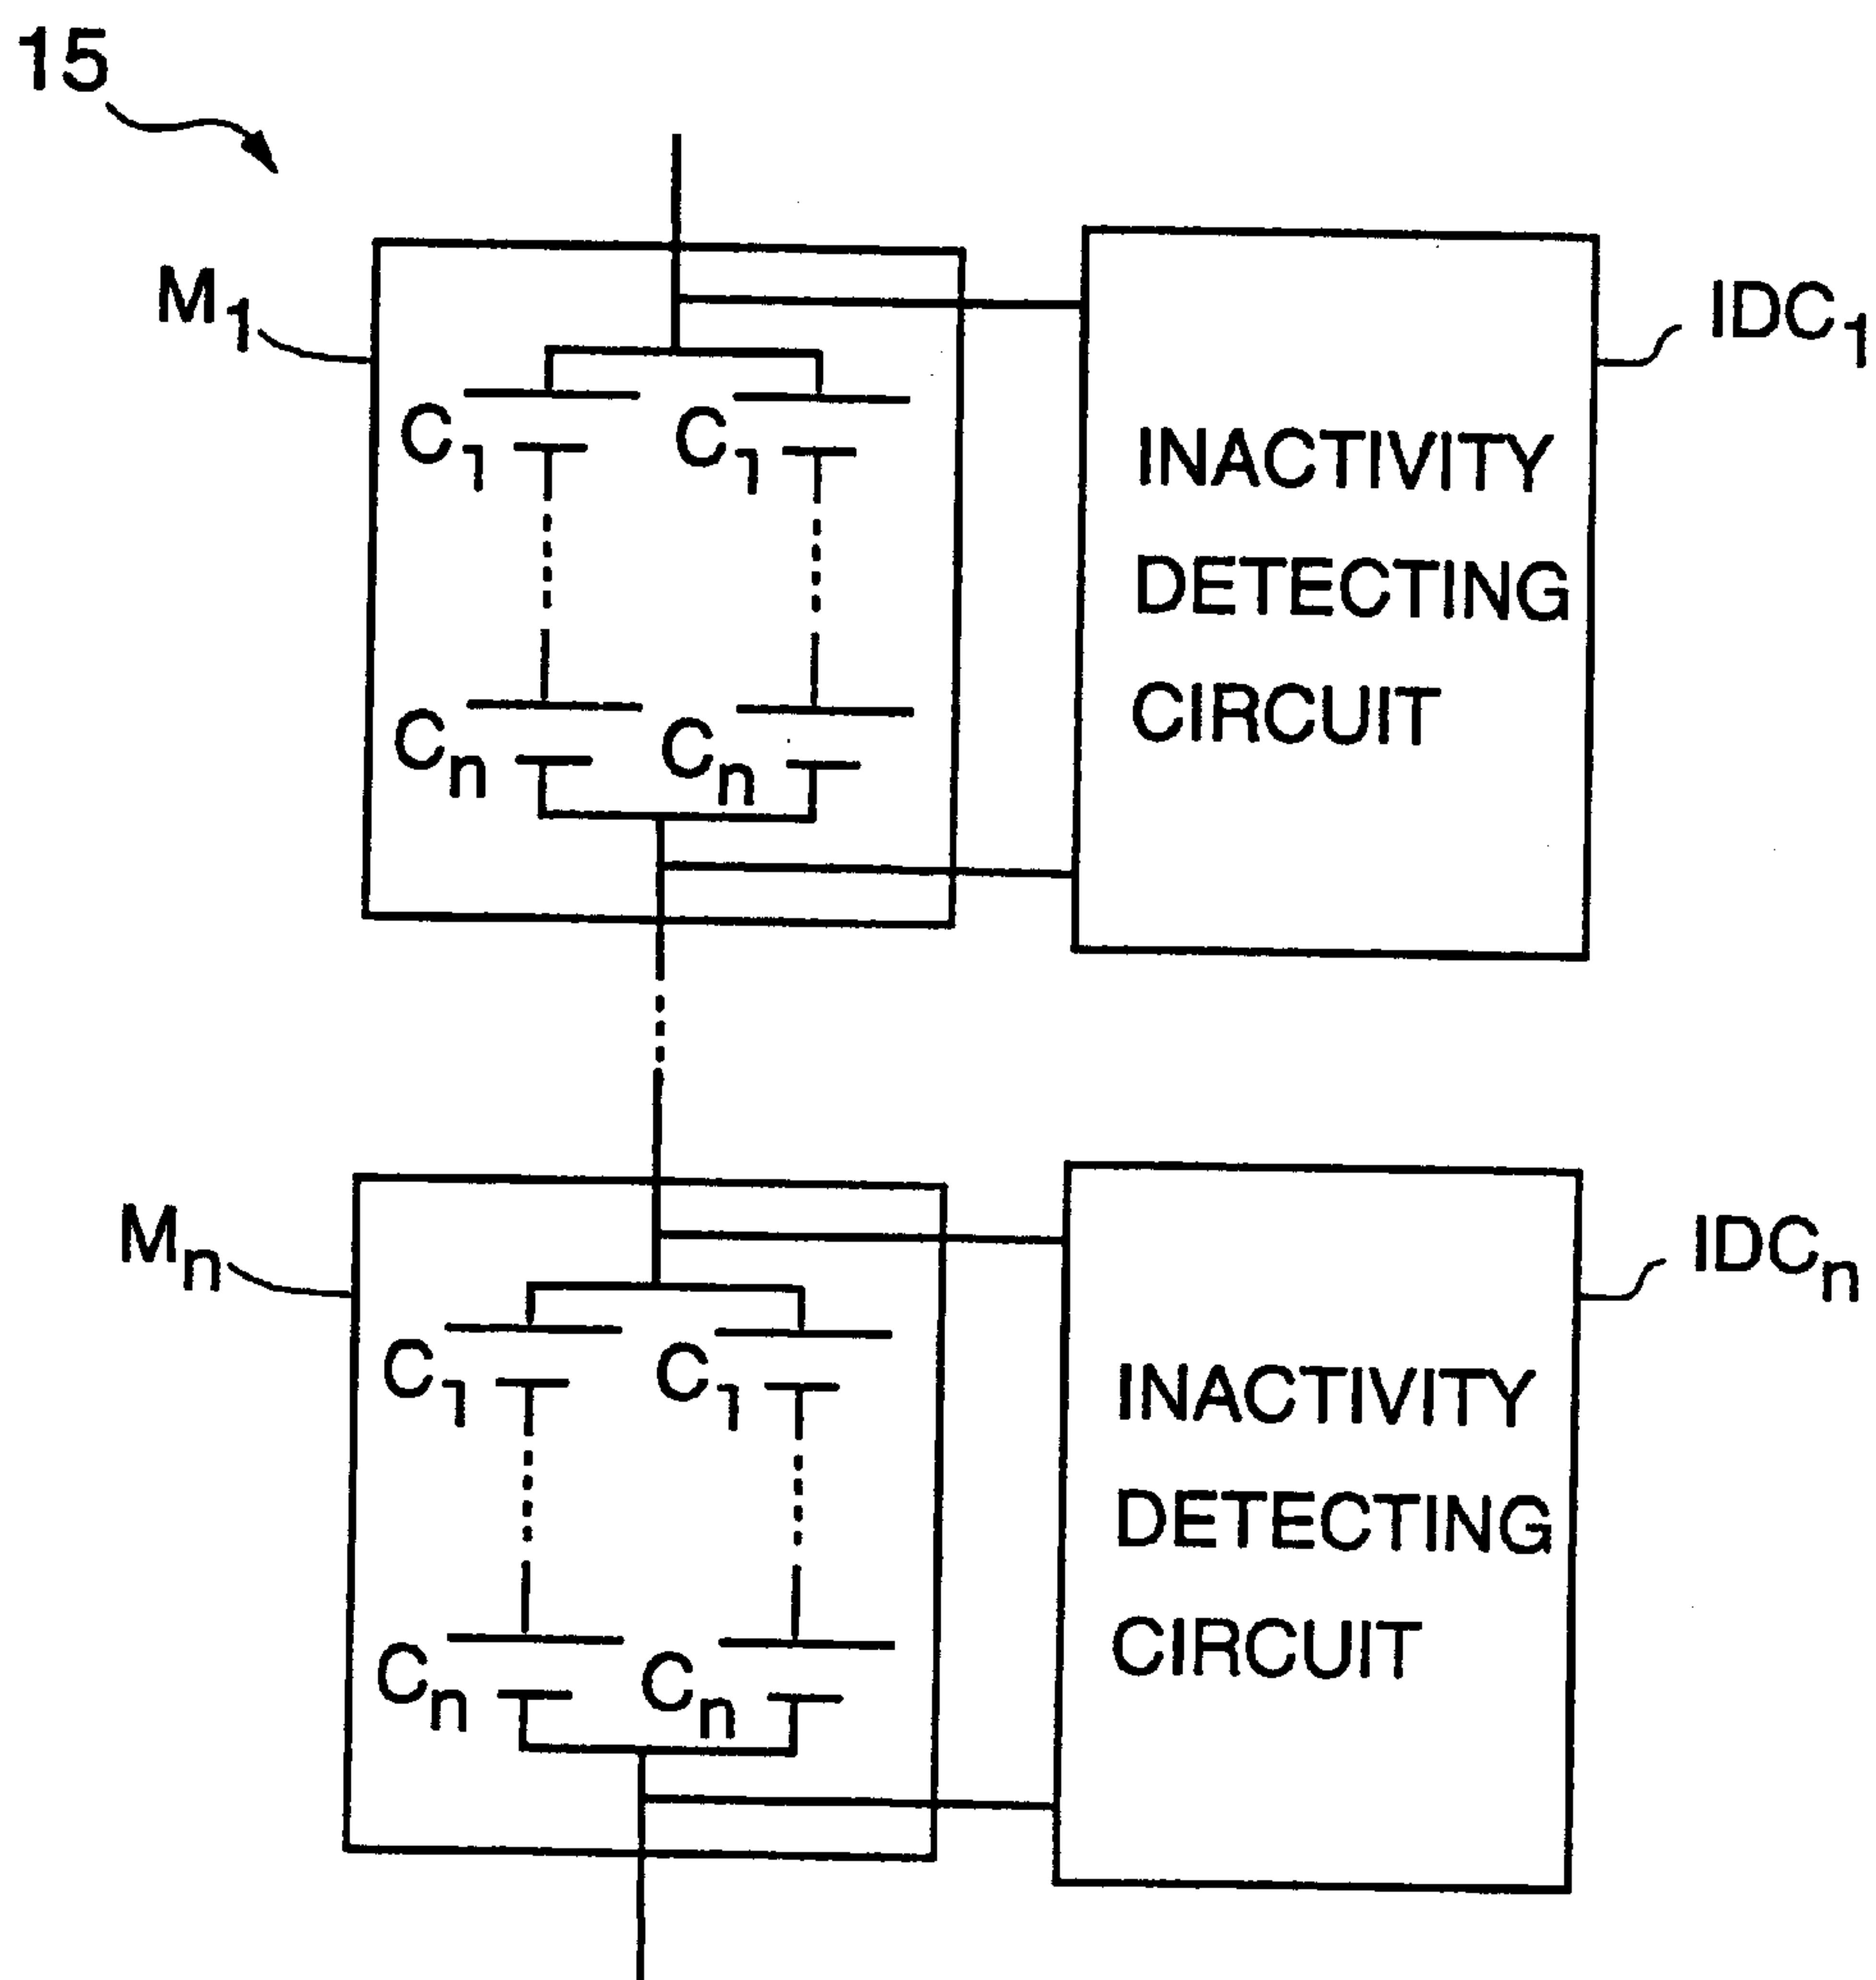 15
M1
IDC1
C1 C1
INACTIVITY
DETECTING
CIRCUIT
Cn Cn
Mn
IDCn
C1 C1
INACTIVITY
DETECTING
CIRCUIT
Cn Cn